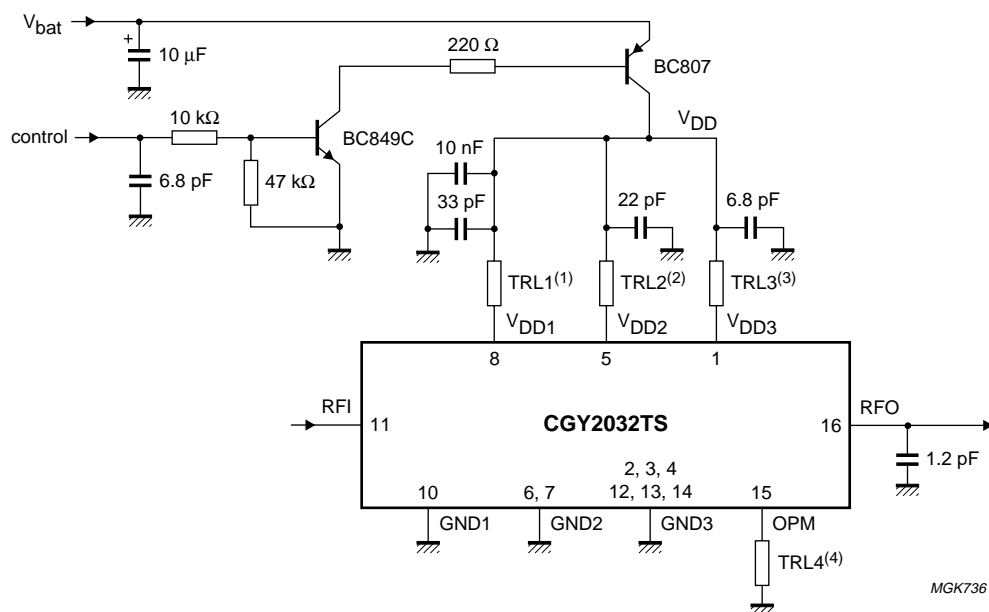 Vbat
+
10 μF
220 Ω
BC807
control
10 kΩ
BC849C
VDD
6.8 pF
47 kΩ
10 nF
33 pF
22 pF
6.8 pF
TRL1(1)
TRL2(2)
TRL3(3)
VDD1
VDD2
VDD3
8
5
1
RFI
11
CGY2032TS
16
RFO
1.2 pF
10
6, 7
2, 3, 4
12, 13, 14
15
GND1
GND2
GND3
OPM
TRL4(4)
MGK736